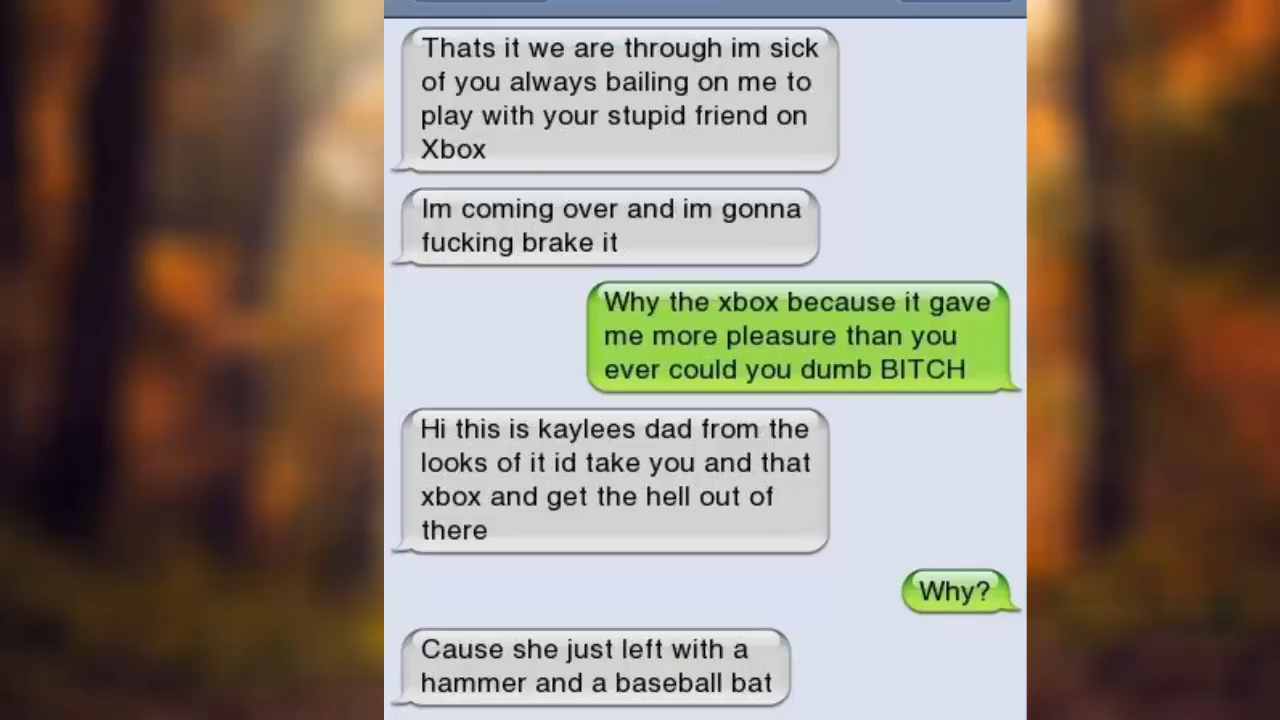 Thats it we are through im sick
of you always bailing on me to
play with your stupid friend on
Xbox
Im coming over and im gonna
fucking brake it
Why the xbox because it gave
me more pleasure than you
ever could you dumb BITCH
Hi this is kaylees dad from the
looks of it id take you and that
xbox and get the hell out of
there
Why?
Cause she just left with a
hammer and a baseball bat